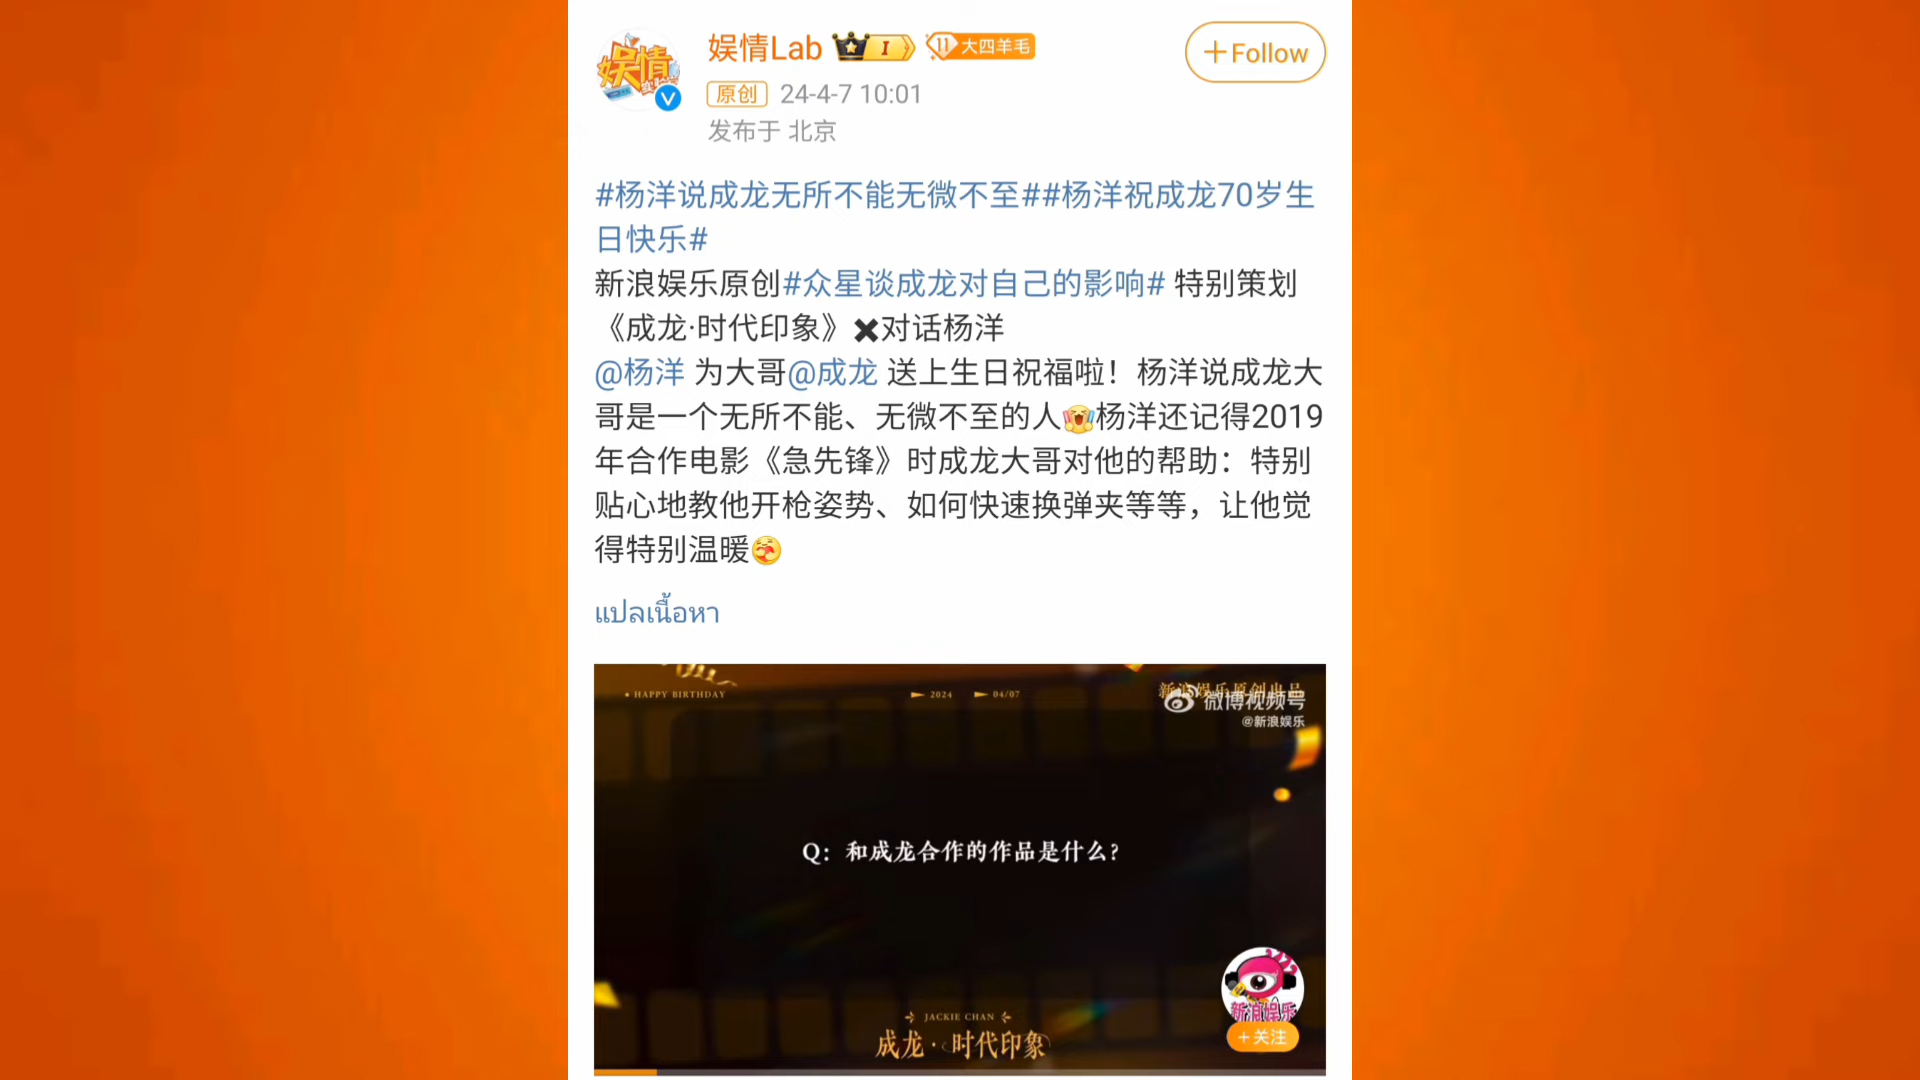 娱情
娱情Lab
I
11 大四羊毛
+Follow
原创 24-4-7 10:01
发布于 北京
#杨洋说成龙无所不能无微不至##杨洋祝成龙70岁生
日快乐#
新浪娱乐原创#众星谈成龙对自己的影响# 特别策划
《成龙·时代印象》✖对话杨洋
@杨洋 为大哥@成龙 送上生日祝福啦！杨洋说成龙大
哥是一个无所不能、无微不至的人杨洋还记得2019
年合作电影《急先锋》时成龙大哥对他的帮助：特别
贴心地教他开枪姿势、如何快速换弹夹等等，让他觉
得特别温暖
แปลเนื้อหา
HAPPY BIRTHDAY
2024
04/07
新浪娱乐原创出品
微博视频号
@新浪娱乐
Q：和成龙合作的作品是什么？
JACKIE CHAN
成龙·时代印象
新浪娱乐
+关注